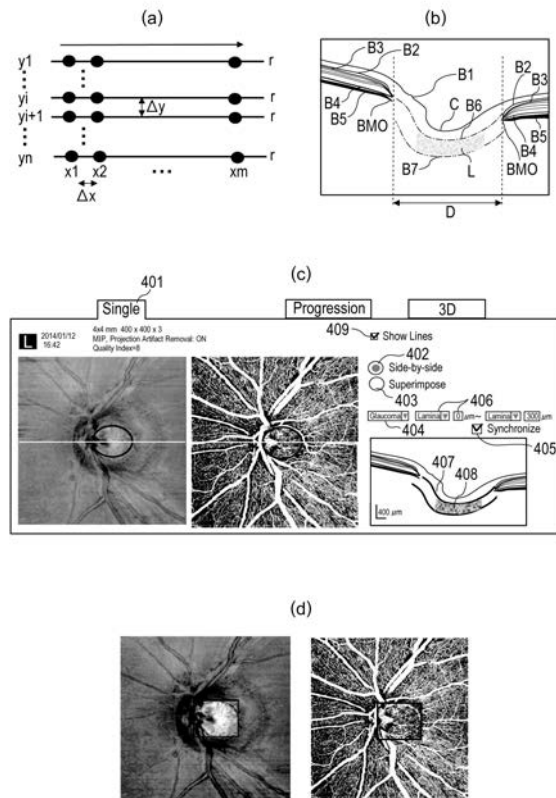 (a)
y1
r
yi
r
Δy
yi+1
r
yn
r
x1 x2 ... xm
Δx
(b)
B3
B2
B1
B4
B5
BMO
C
B6
B2
B3
B4
B5
BMO
B7
L
D
(c)
401
Single
Progression
3D
L
2014/01/12
16:42
4x4 mm 400 x 400 x 3
MIP, Projection Artifact Removal: ON
Quality Index=8
409
Show Lines
402
Side-by-side
Superimpose
403
406
Glaucoma Lamina 0 μm~ Lamina 300 μm
404
Synchronize
405
407
408
400 μm
(d)